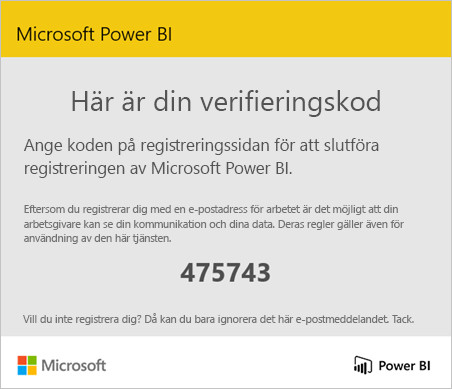 Microsoft Power BI
Här är din verifieringskod
Ange koden på registreringssidan för att slutföra
registreringen av Microsoft Power BI.
Eftersom du registrerar dig med en e-postadress för arbetet är det möjligt att din
arbetsgivare kan se din kommunikation och dina data. Deras regler gäller även för
användning av den här tjänsten.
475743
Vill du inte registrera dig? Då kan du bara ignorera det här e-postmeddelandet. Tack.
Microsoft Power BI